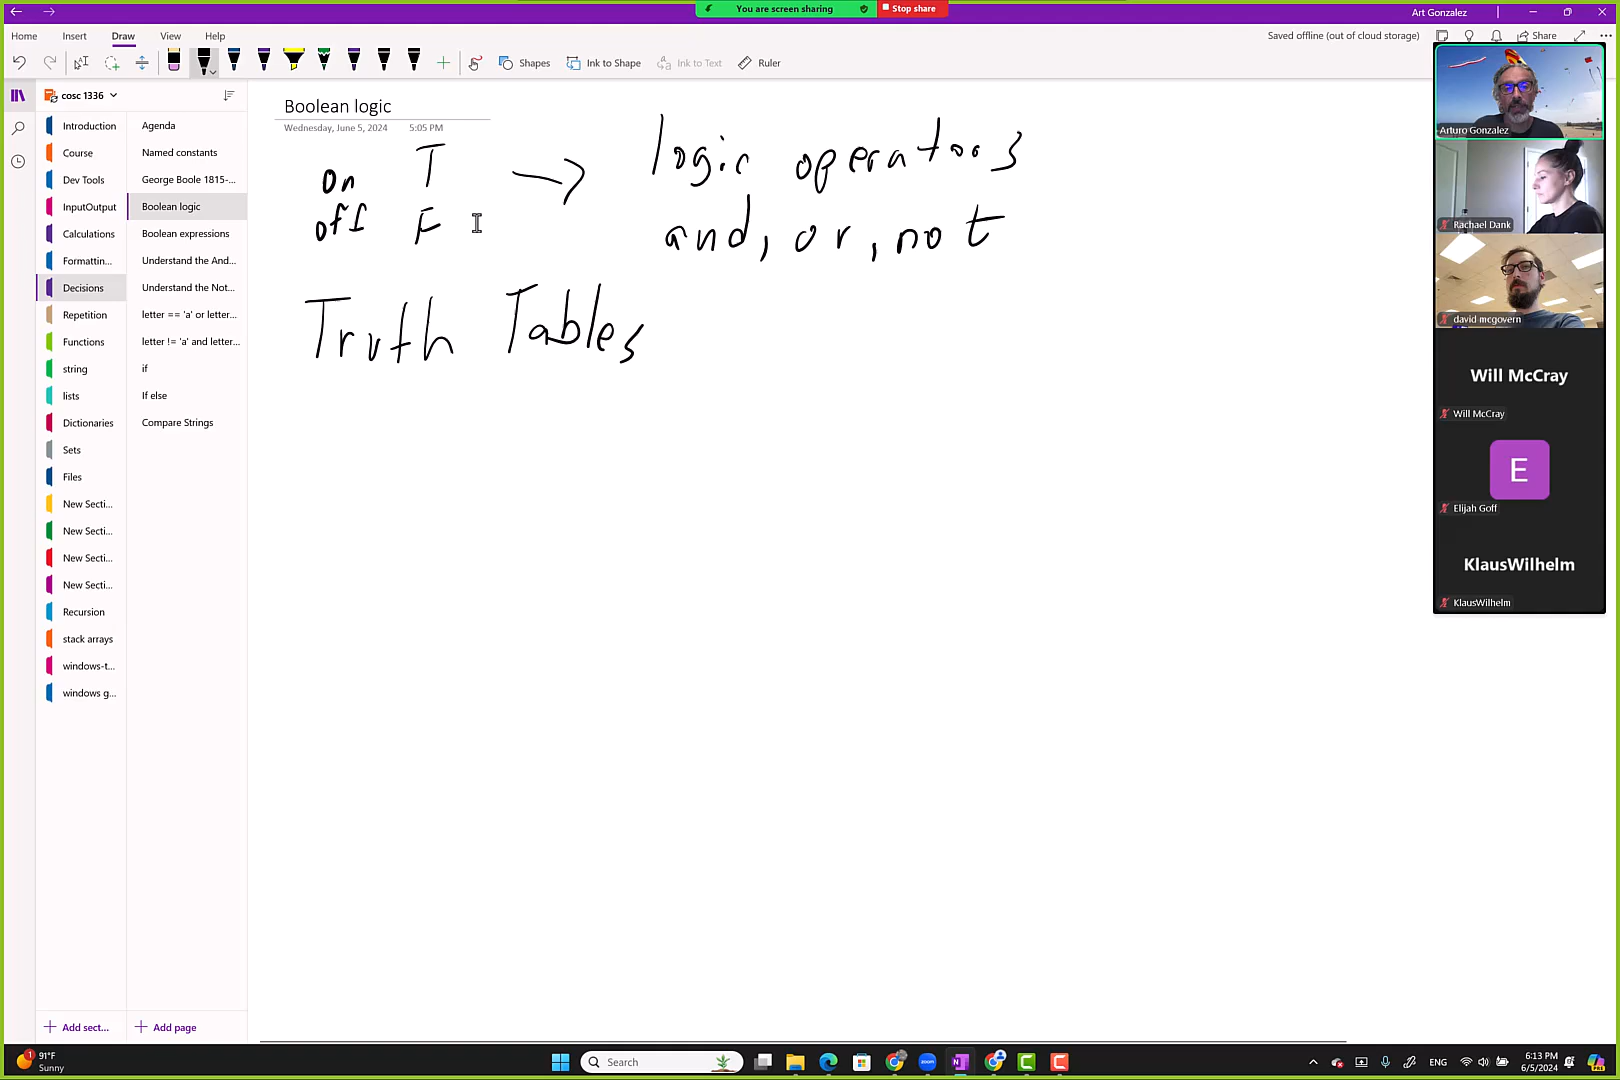 You are screen sharing
Stop share
Art Gonzalez
Home Insert Draw View Help
Saved offline (out of cloud storage)
Share
Shapes
Ink to Shape
Ink to Text
Ruler
cosc 1336
Introduction
Course
Dev Tools
InputOutput
Calculations
Formattin...
Decisions
Repetition
Functions
string
lists
Dictionaries
Sets
Files
New Secti...
New Secti...
New Secti...
New Secti...
Recursion
stack arrays
windows-t...
windows g...
Add sect...
Agenda
Named constants
George Boole 1815-...
Boolean logic
Boolean expressions
Understand the And...
Understand the Not...
letter == 'a' or letter...
letter != 'a' and letter...
if
If else
Compare Strings
Add page
Boolean logic
Wednesday, June 5, 2024 5:05 PM
on T → logic operators
off F and, or, not
Truth Tables
Arturo Gonzalez
Rachael Dank
david mcgovern
Will McCray
Will McCray
E
Elijah Goff
KlausWilhelm
KlausWilhelm
1
91°F
Sunny
Search
zoom
ENG
6:13 PM
6/5/2024